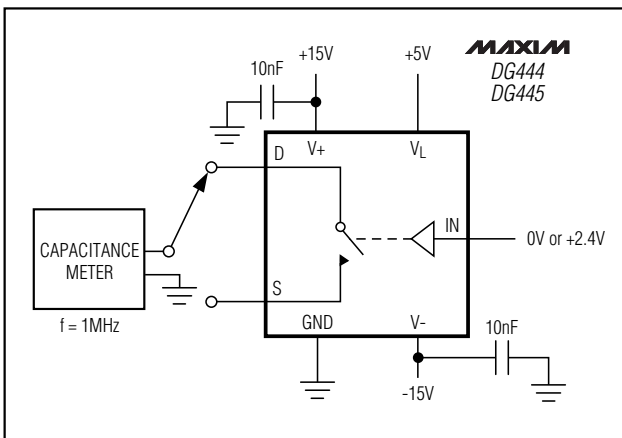 MAXIM
DG444
DG445
+15V
+5V
10nF
D
V+
VL
IN
0V or +2.4V
CAPACITANCE
METER
S
f = 1MHz
GND
V-
10nF
-15V